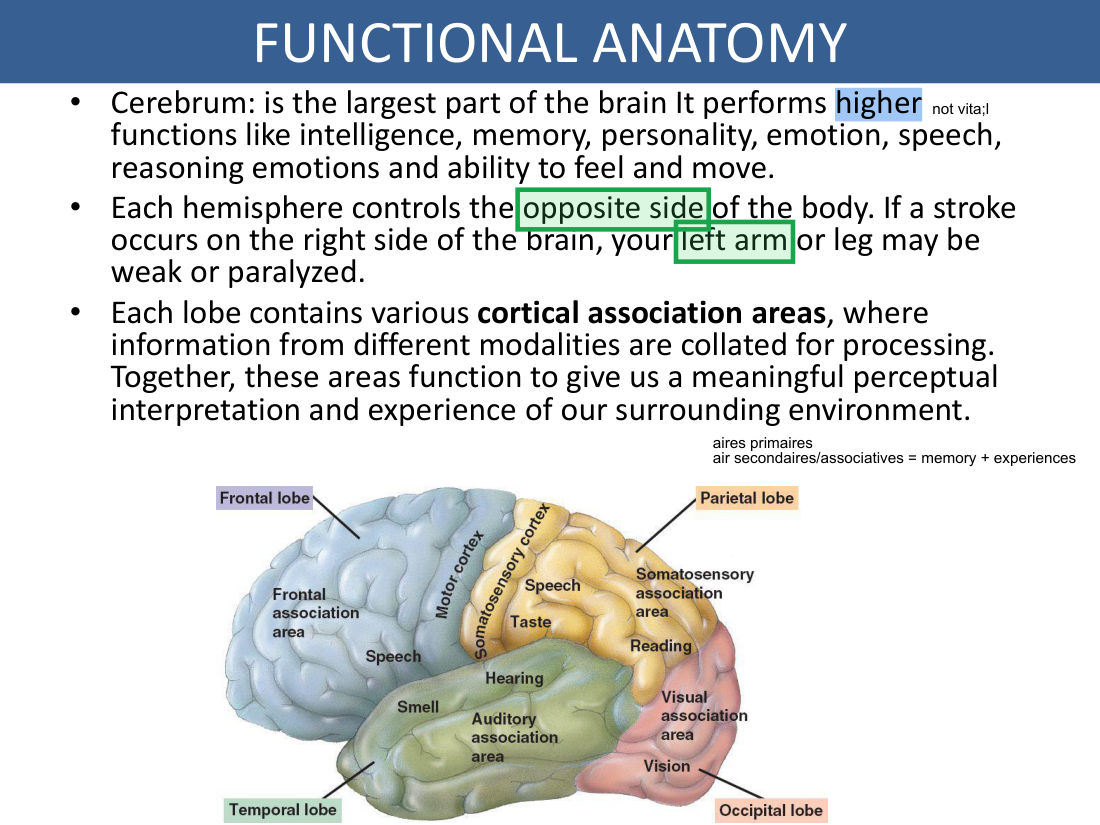 FUNCTIONAL ANATOMY
• Cerebrum: is the largest part of the brain It performs higher not vita;l
functions like intelligence, memory, personality, emotion, speech,
reasoning emotions and ability to feel and move.
• Each hemisphere controls the opposite side of the body. If a stroke
occurs on the right side of the brain, your left arm or leg may be
weak or paralyzed.
• Each lobe contains various cortical association areas, where
information from different modalities are collated for processing.
Together, these areas function to give us a meaningful perceptual
interpretation and experience of our surrounding environment.
aires primaires
air secondaires/associatives = memory + experiences
Frontal lobe
Parietal lobe
Motor cortex
Somatosensory cortex
Frontal
association
area
Speech
Speech
Taste
Somatosensory
association
area
Reading
Hearing
Smell
Auditory
association
area
Visual
association
area
Vision
Temporal lobe
Occipital lobe